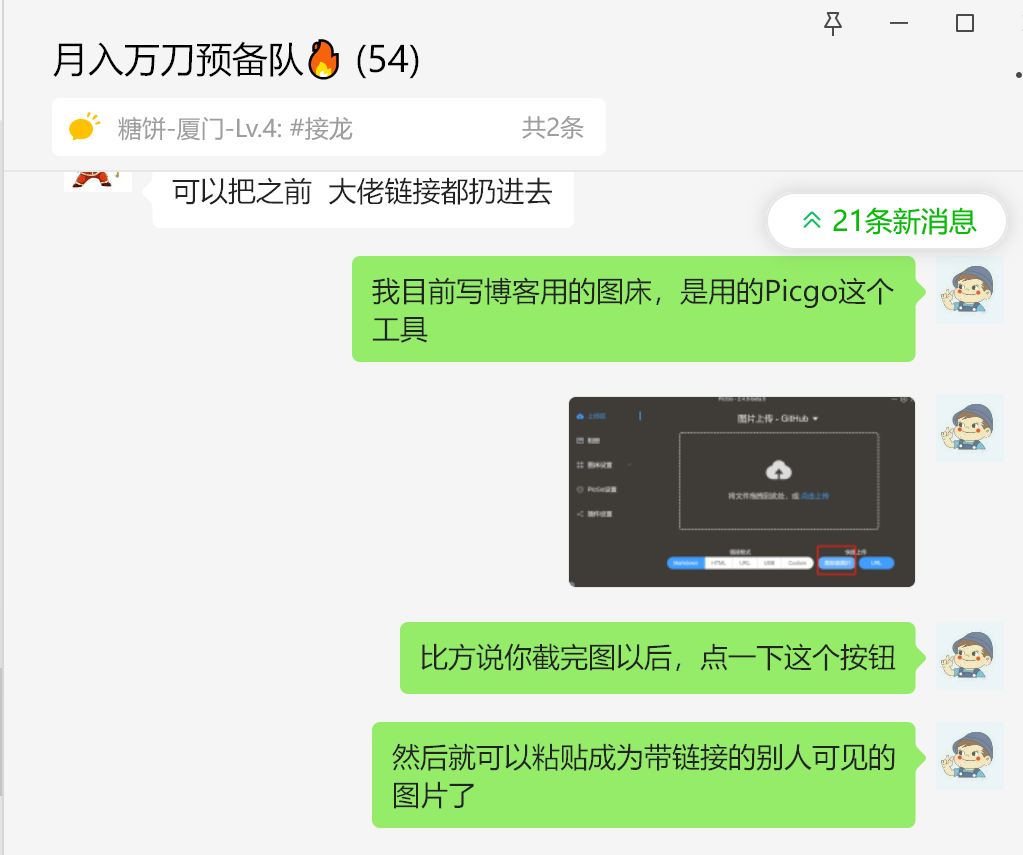 月入万刀预备队🔥 (54)
糖饼-厦门-Lv.4: #接龙
共2条
可以把之前 大佬链接都扔进去
21条新消息
我目前写博客用的图床，是用的Picgo这个
工具
图片上传 - GitHub
上传区
相册
图床设置
PicGo设置
插件设置
将文件拖到此处，或 点击上传
链接格式
快捷上传
Markdown
HTML
URL
UBB
Custom
URL
比方说你截完图以后，点一下这个按钮
然后就可以粘贴成为带链接的别人可见的
图片了